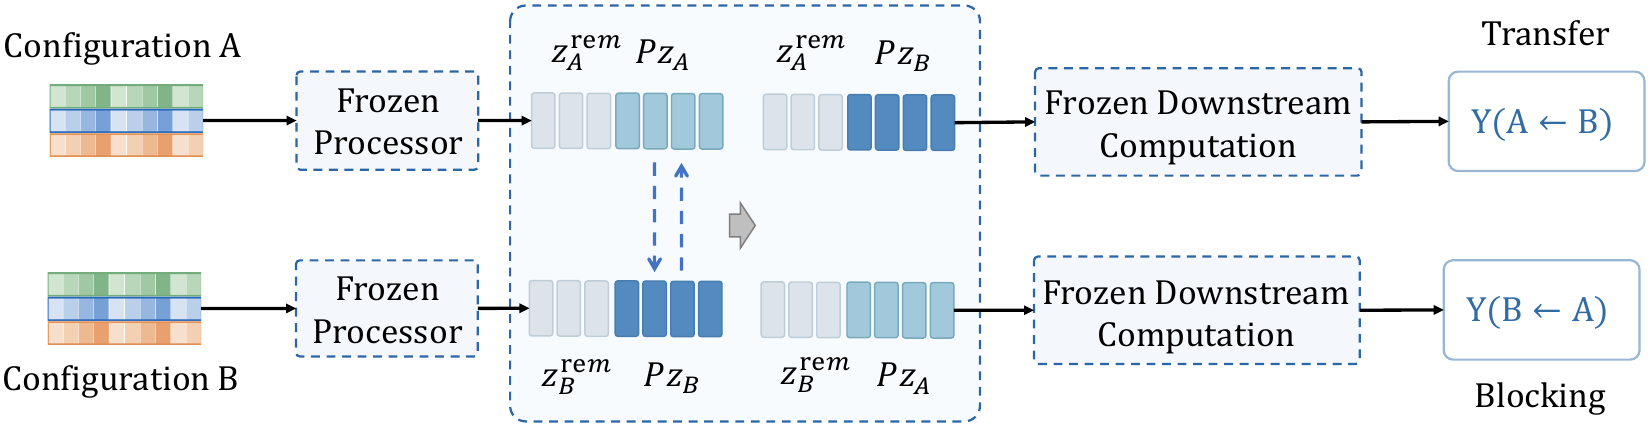 Configuration A
Frozen
Processor
z_A^rem Pz_A
z_A^rem Pz_B
Frozen Downstream
Computation
Transfer
Y(A ← B)
Frozen
Processor
Configuration B
z_B^rem Pz_B
z_B^rem Pz_A
Frozen Downstream
Computation
Y(B ← A)
Blocking